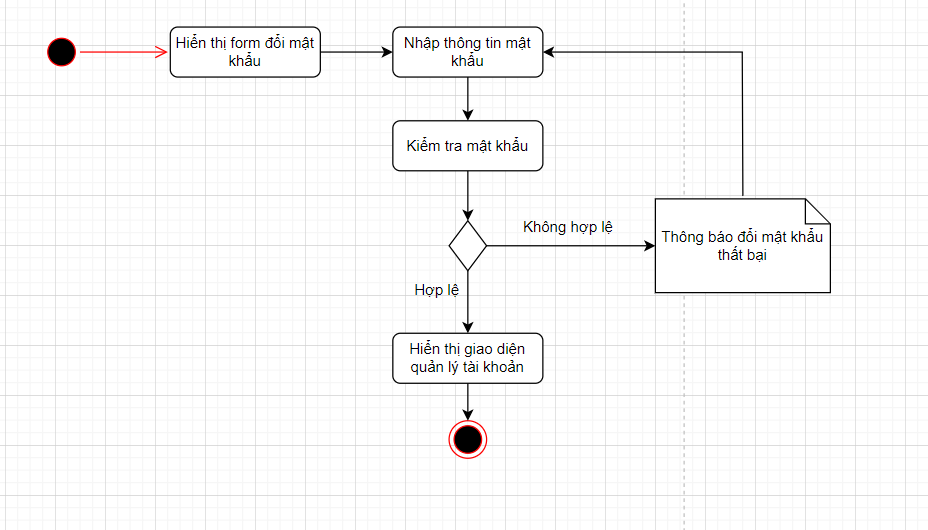 Hiển thị form đổi mật
khẩu
Nhập thông tin mật
khẩu
Kiểm tra mật khẩu
Không hợp lệ
Thông báo đổi mật khẩu
thất bại
Hợp lệ
Hiển thị giao diện
quản lý tài khoản